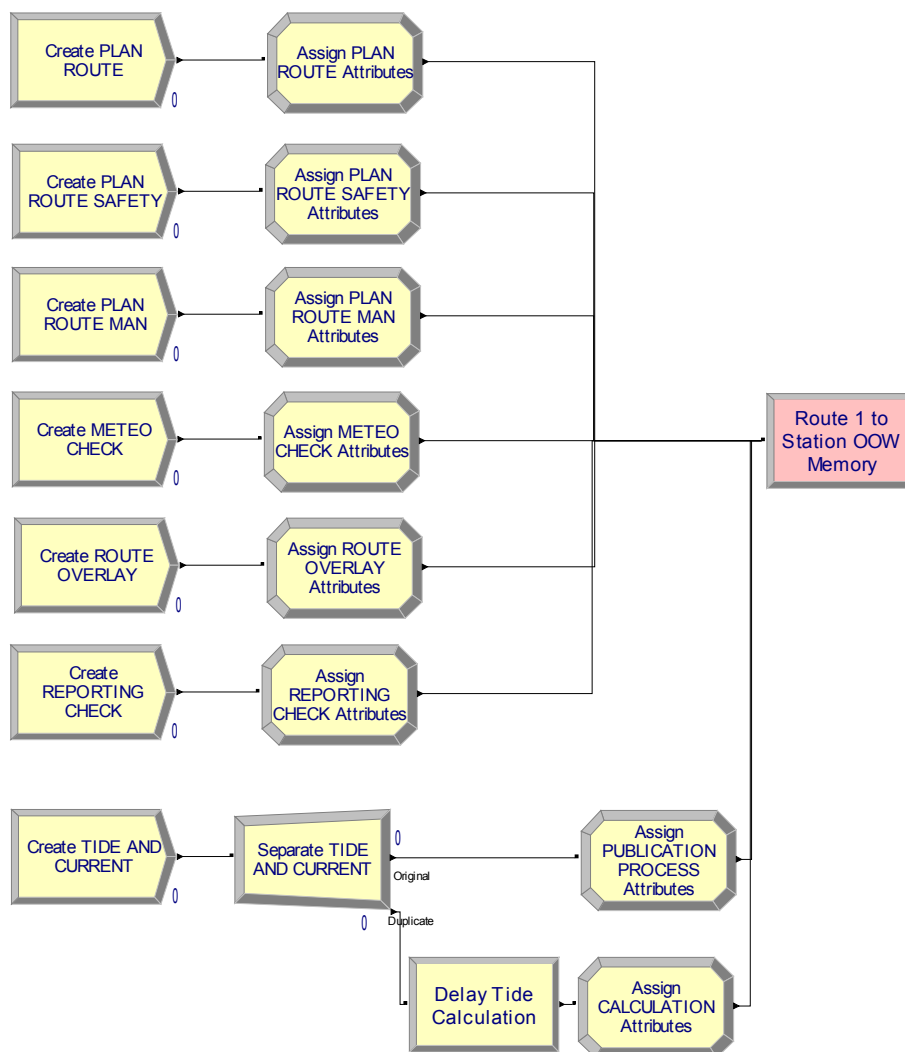 Create PLAN
ROUTE
0
Assign PLAN
ROUTE Attributes
Create PLAN
ROUTE SAFETY
0
Assign PLAN
ROUTE SAFETY
Attributes
Create PLAN
ROUTE MAN
0
Assign PLAN
ROUTE MAN
Attributes
Create METEO
CHECK
0
Assign METEO
CHECK Attributes
Route 1 to
Station OOW
Memory
Create ROUTE
OVERLAY
0
Assign ROUTE
OVERLAY
Attributes
Create
REPORTING
CHECK
0
Assign
REPORTING
CHECK Attributes
Create TIDE AND
CURRENT
0
Separate TIDE
AND CURRENT
0
Original
0
Duplicate
Assign
PUBLICATION
PROCESS
Attributes
Delay Tide
Calculation
Assign
CALCULATION
Attributes